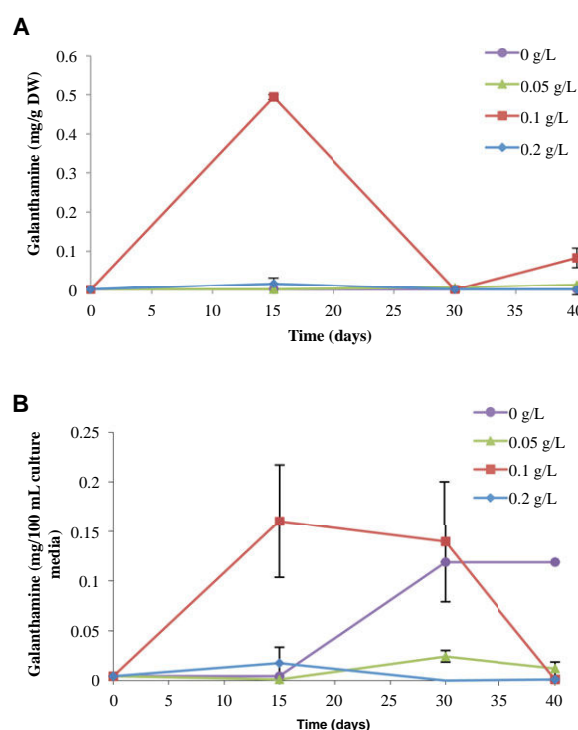 A
0 g/L
0.05 g/L
0.1 g/L
0.2 g/L
Galanthamine (mg/g DW)
0.6
0.5
0.4
0.3
0.2
0.1
0
0 5 10 15 20 25 30 35 40
Time (days)
B
0 g/L
0.05 g/L
0.1 g/L
0.2 g/L
Galanthamine (mg/100 mL culture
media)
0.25
0.2
0.15
0.1
0.05
0
0 5 10 15 20 25 30 35 40
Time (days)